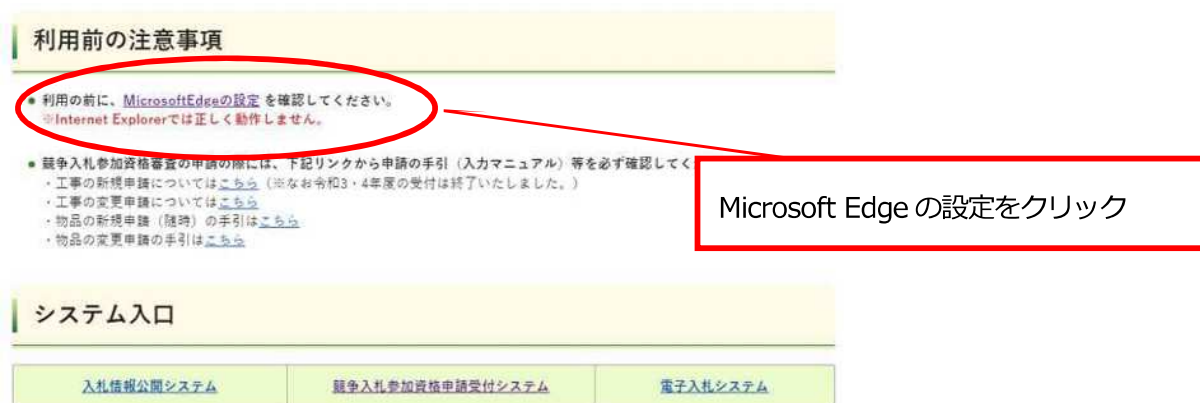 利用前の注意事項
● 利用の前に、MicrosoftEdgeの設定 を確認してください。
※Internet Explorerでは正しく動作しません。
● 競争入札参加資格審査の申請の際には、下記リンクから申請の手引（入力マニュアル）等を必ず確認してく
・工事の新規申請についてはこちら（※なお令和3・4年度の受付は終了いたしました。）
・工事の変更申請についてはこちら
・物品の新規申請（随時）の手引はこちら
・物品の変更申請の手引はこちら
Microsoft Edge の設定をクリック
システム入口
入札情報公開システム
競争入札参加資格申請受付システム
電子入札システム